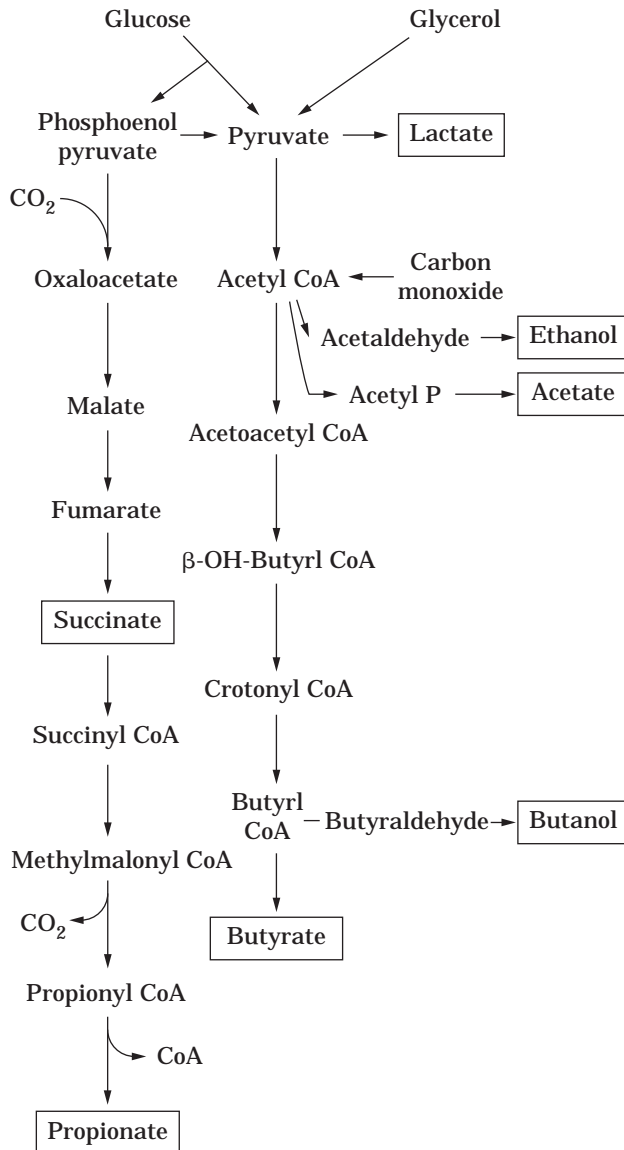 Glucose
Glycerol
Phosphoenol
pyruvate
Pyruvate
Lactate
CO₂
Oxaloacetate
Acetyl CoA
Carbon
monoxide
Acetaldehyde
Ethanol
Acetyl P
Acetate
Malate
Acetoacetyl CoA
Fumarate
β-OH-Butyrl CoA
Succinate
Crotonyl CoA
Succinyl CoA
Butyrl
CoA
Butyraldehyde
Butanol
Methylmalonyl CoA
CO₂
Butyrate
Propionyl CoA
CoA
Propionate